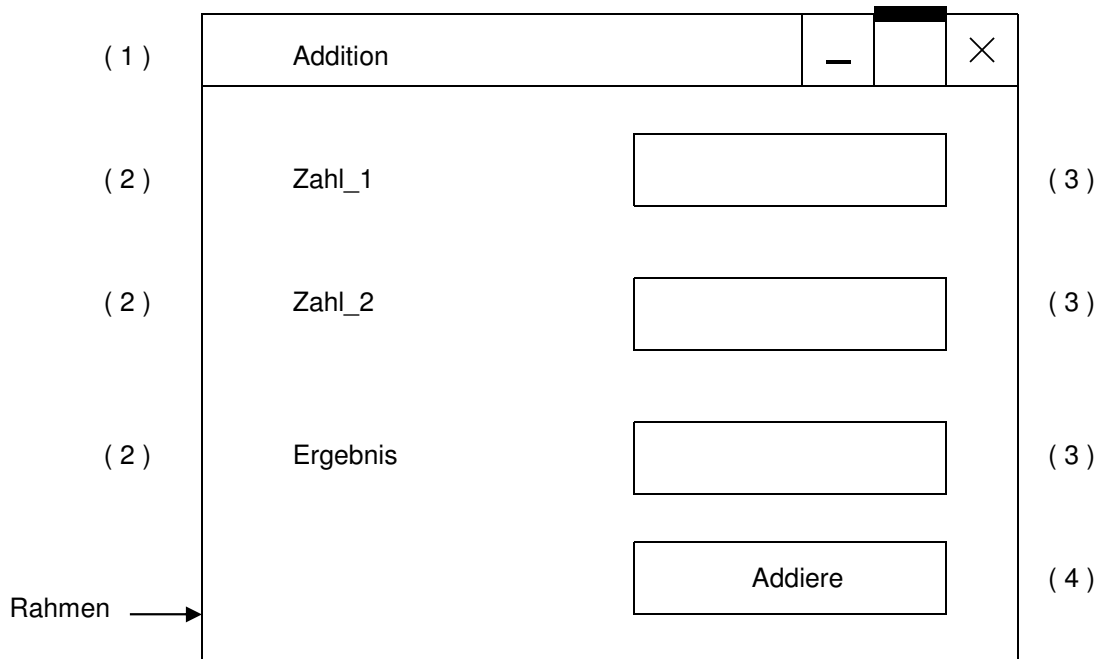 ( 1 ) Addition
( 2 ) Zahl_1 ( 3 )
( 2 ) Zahl_2 ( 3 )
( 2 ) Ergebnis ( 3 )
Addiere ( 4 )
Rahmen